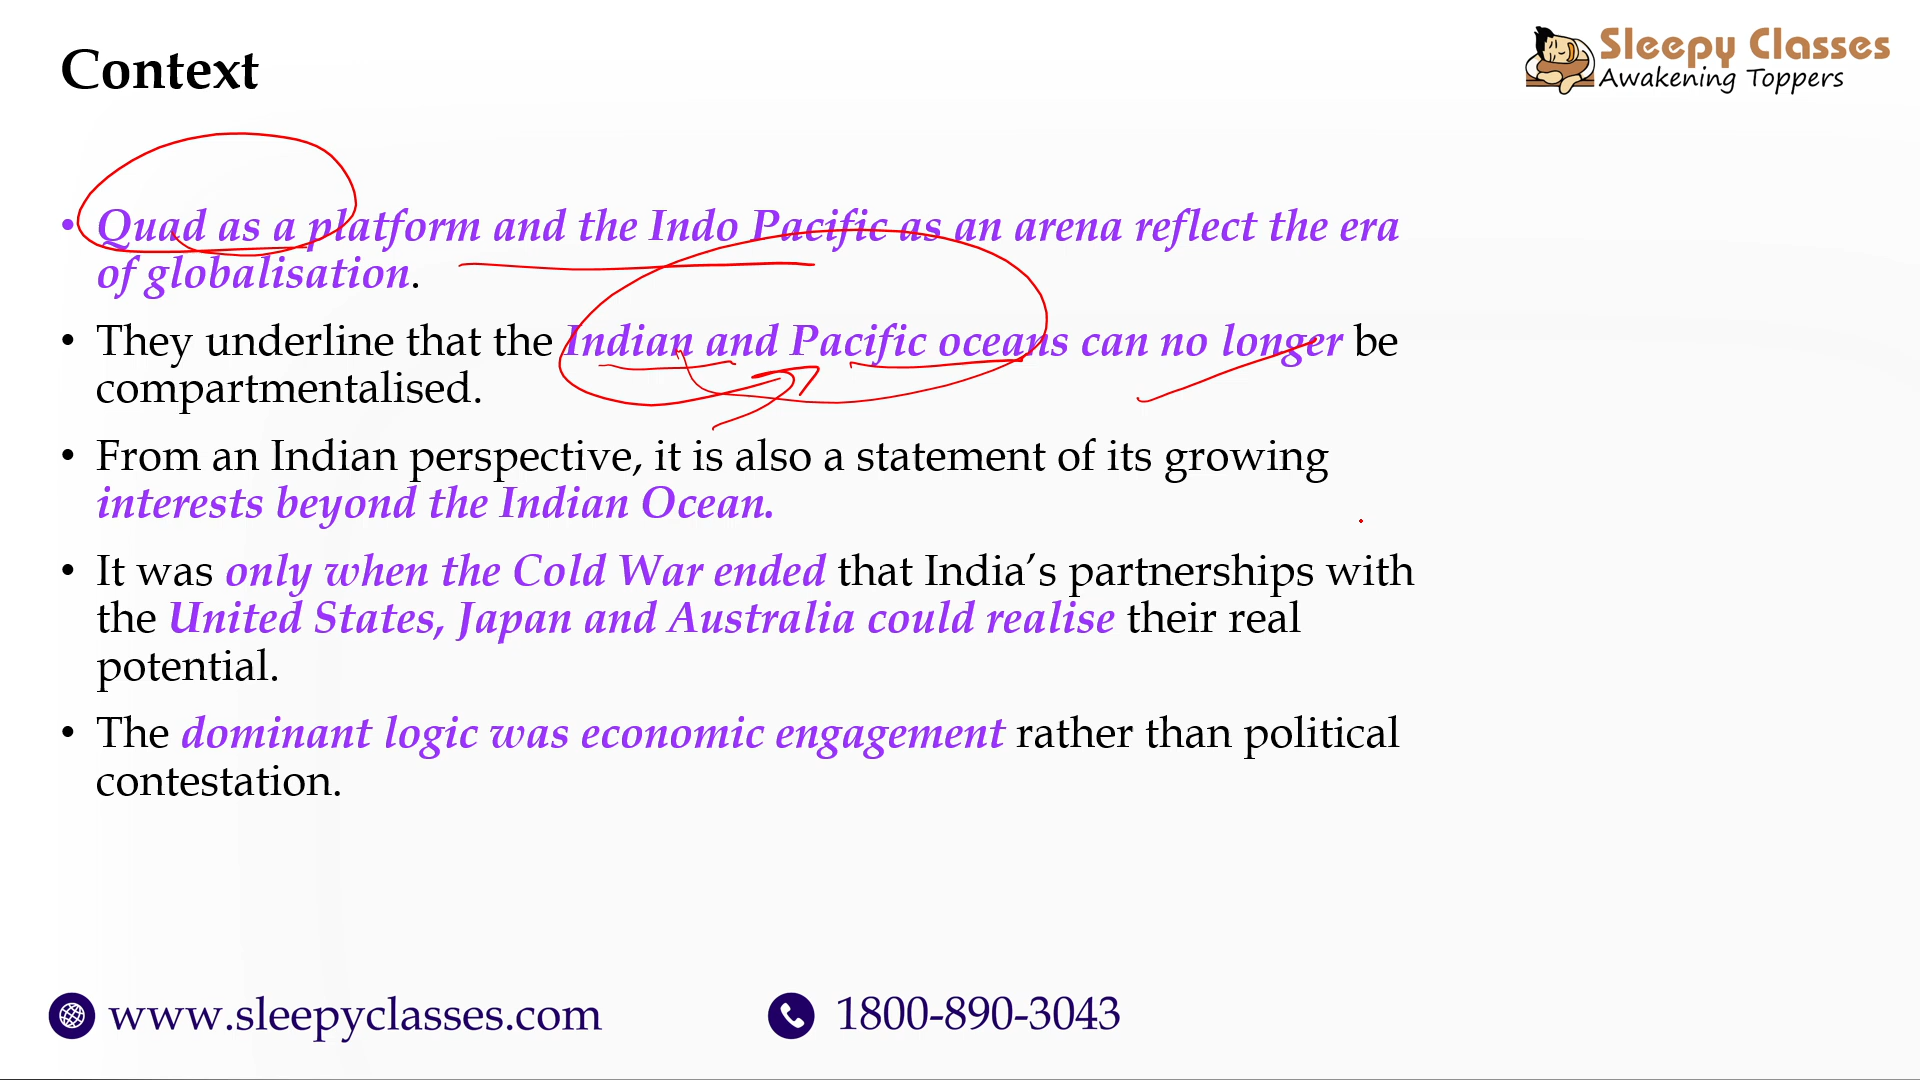 Context
Sleepy Classes
Awakening Toppers
• Quad as a platform and the Indo Pacific as an arena reflect the era
of globalisation.
• They underline that the Indian and Pacific oceans can no longer be
compartmentalised.
• From an Indian perspective, it is also a statement of its growing
interests beyond the Indian Ocean.
• It was only when the Cold War ended that India’s partnerships with
the United States, Japan and Australia could realise their real
potential.
• The dominant logic was economic engagement rather than political
contestation.
www.sleepyclasses.com
1800-890-3043